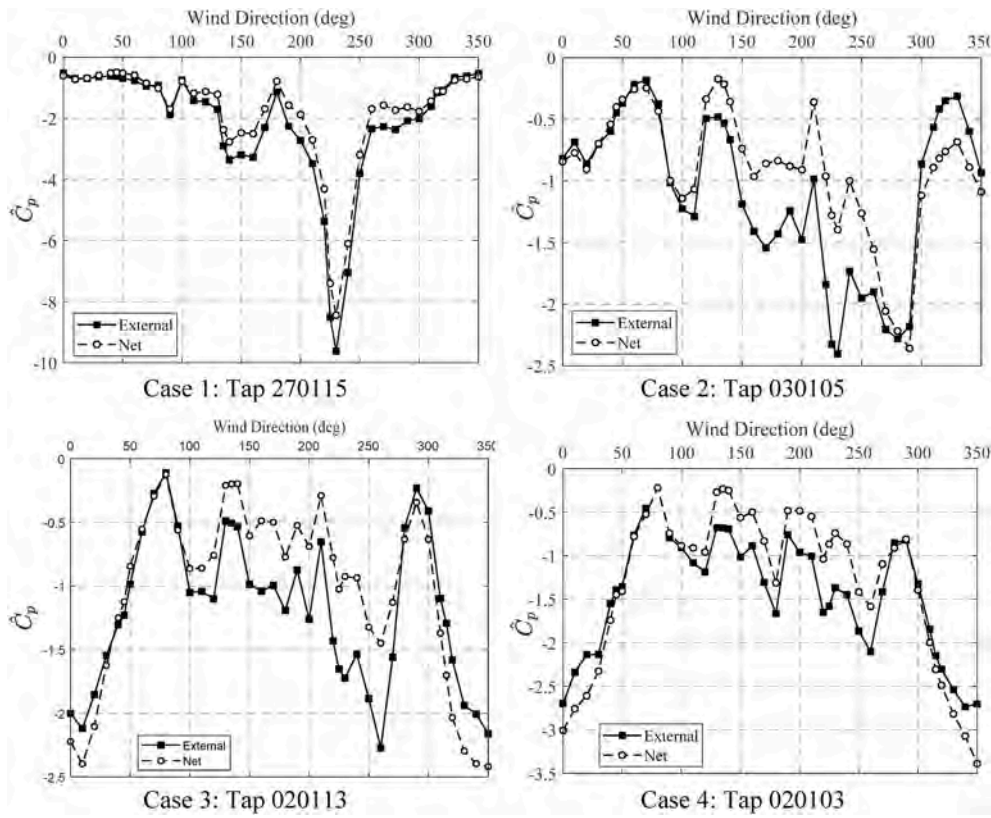 Wind Direction (deg)
0 50 100 150 200 250 300 350
0
-2
-4
-6
-8
-10
Ĉp
External
Net
Case 1: Tap 270115
Wind Direction (deg)
0 50 100 150 200 250 300 350
0
-0.5
-1
-1.5
-2
-2.5
Ĉp
External
Net
Case 2: Tap 030105
Wind Direction (deg)
0 50 100 150 200 250 300 35
0
-0.5
-1
-1.5
-2
-2.5
Ĉp
External
Net
Case 3: Tap 020113
Wind Direction (deg)
0 50 100 150 200 250 300 350
0
-0.5
-1
-1.5
-2
-2.5
-3
-3.5
Ĉp
External
Net
Case 4: Tap 020103